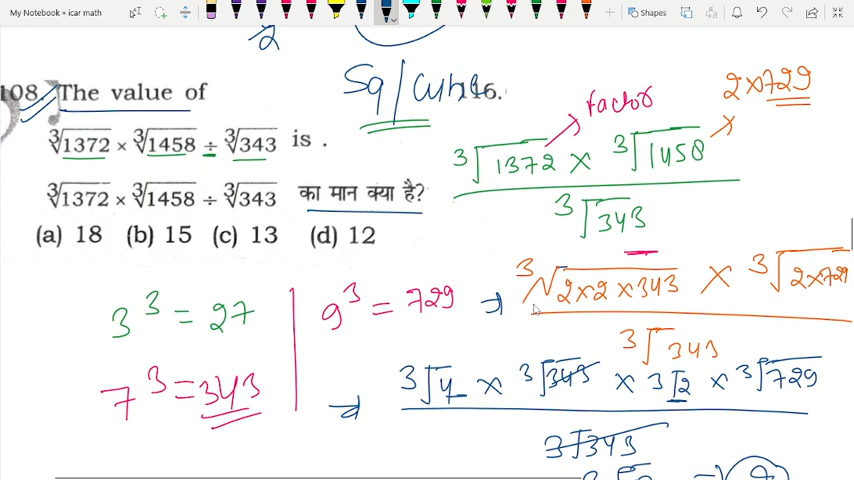 My Notebook » icar math
Shapes
2
Sq/Cube 16.
108. The value of
∛1372 × ∛1458 ÷ ∛343 is .
∛1372 × ∛1458 ÷ ∛343 का मान क्या है?
(a) 18 (b) 15 (c) 13 (d) 12
factor
2×729
∛1372 × ∛1458
∛343
∛2×2×343 × ∛2×729
∛343
3³ = 27
9³ = 729
7³ = 343
∛4 × ∛343 × ∛2 × ∛729
∛343